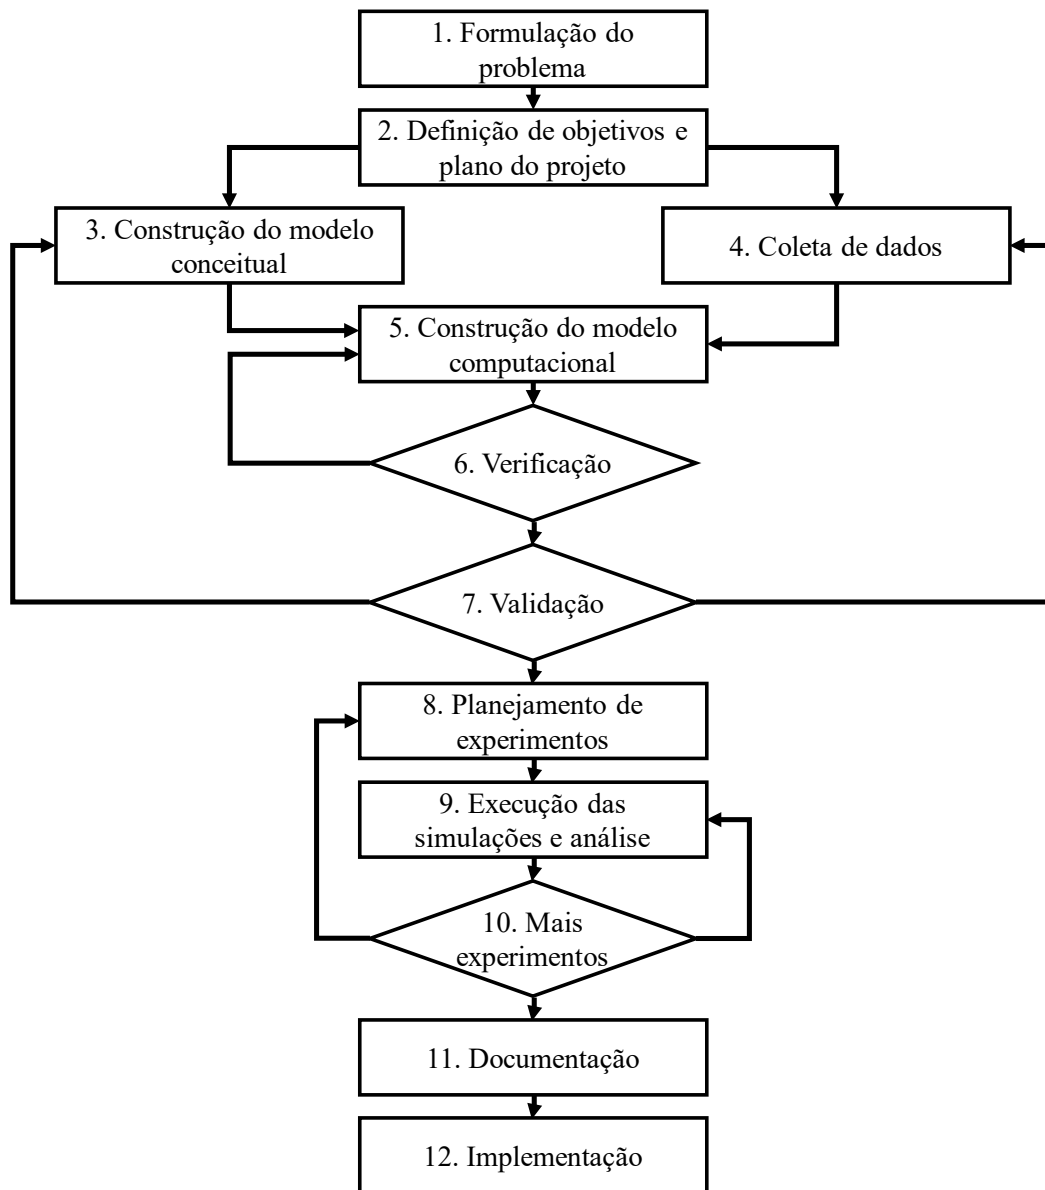 1. Formulação do
problema
2. Definição de objetivos e
plano do projeto
3. Construção do modelo
conceitual
4. Coleta de dados
5. Construção do modelo
computacional
6. Verificação
7. Validação
8. Planejamento de
experimentos
9. Execução das
simulações e análise
10. Mais
experimentos
11. Documentação
12. Implementação